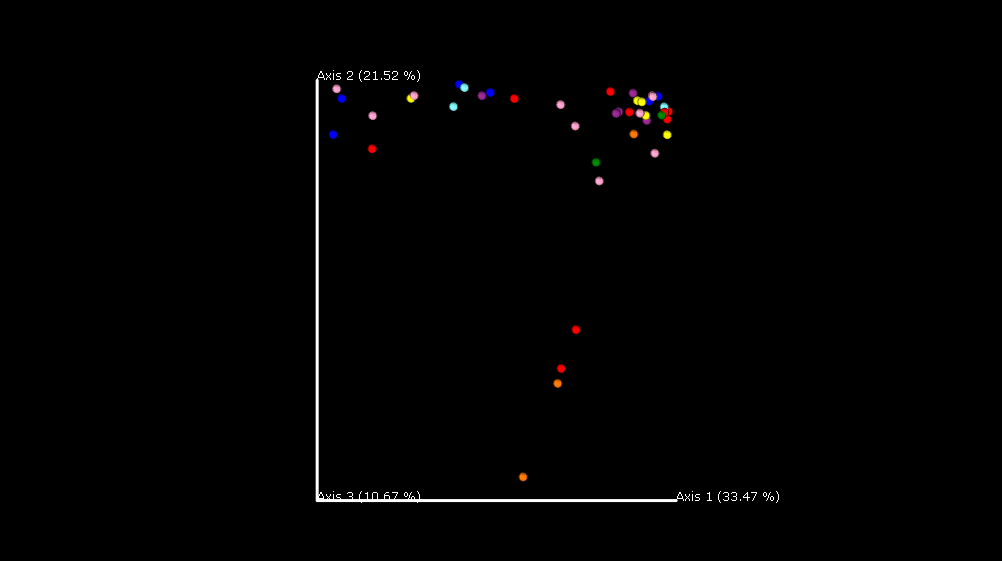 Axis 2 (21.52 %)
Axis 3 (10.67 %)
Axis 1 (33.47 %)